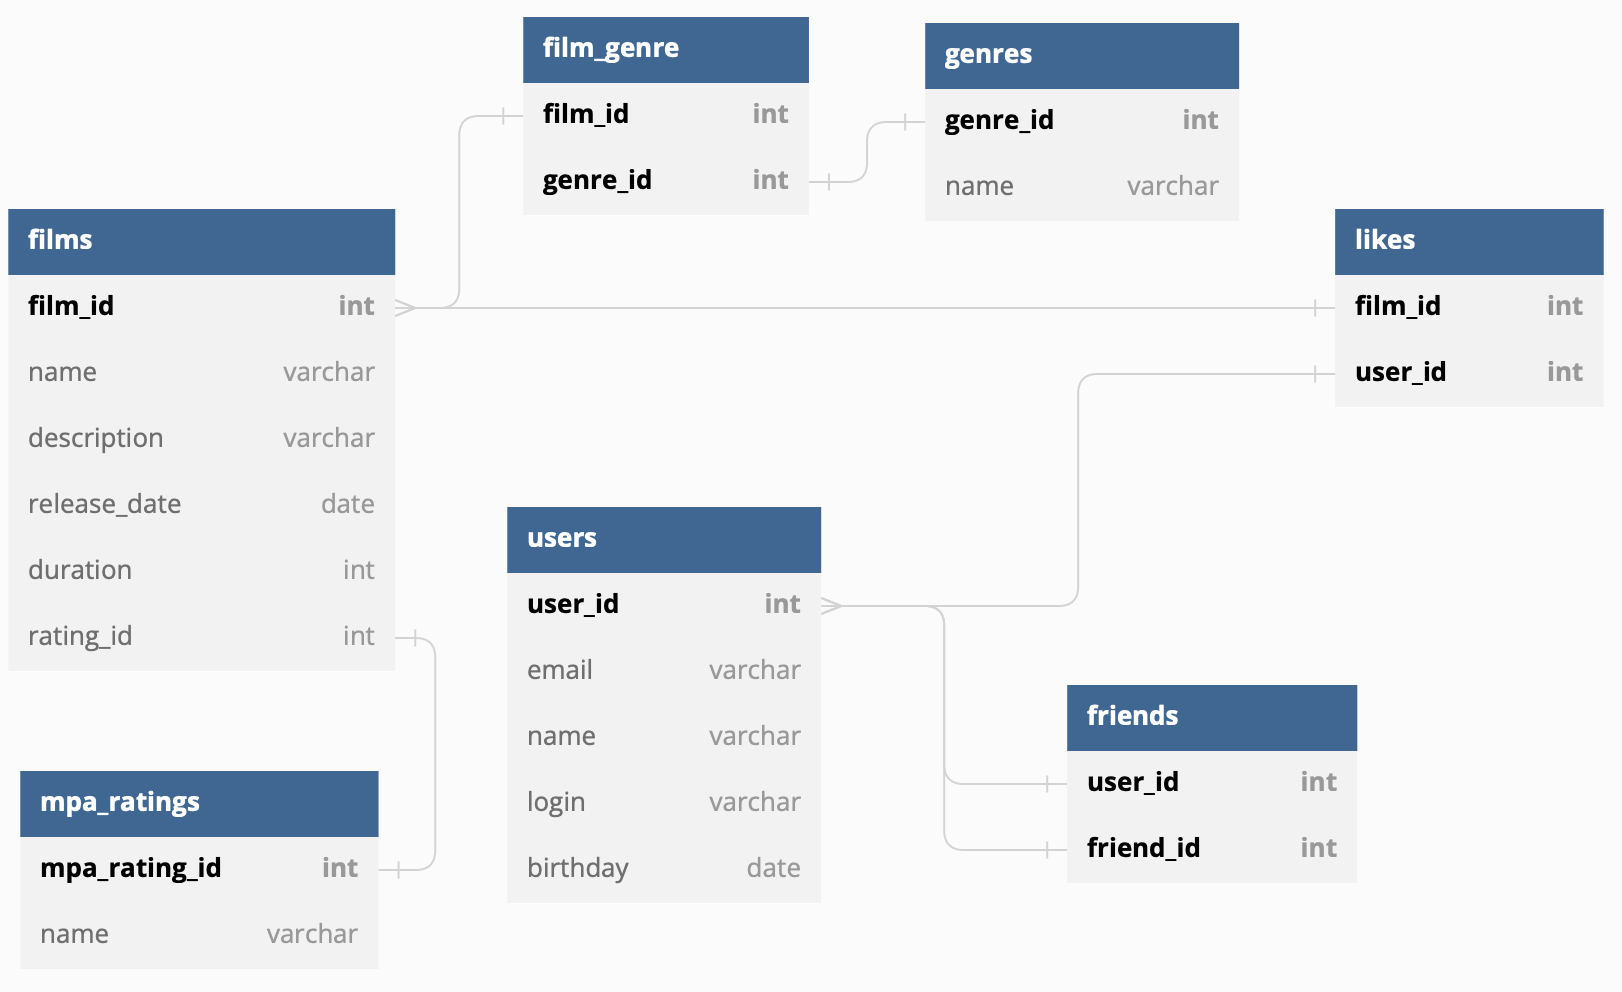 film_genre
film_id int
genre_id int
genres
genre_id int
name varchar
films
film_id int
name varchar
description varchar
release_date date
duration int
rating_id int
likes
film_id int
user_id int
users
user_id int
email varchar
name varchar
login varchar
birthday date
friends
user_id int
friend_id int
mpa_ratings
mpa_rating_id int
name varchar